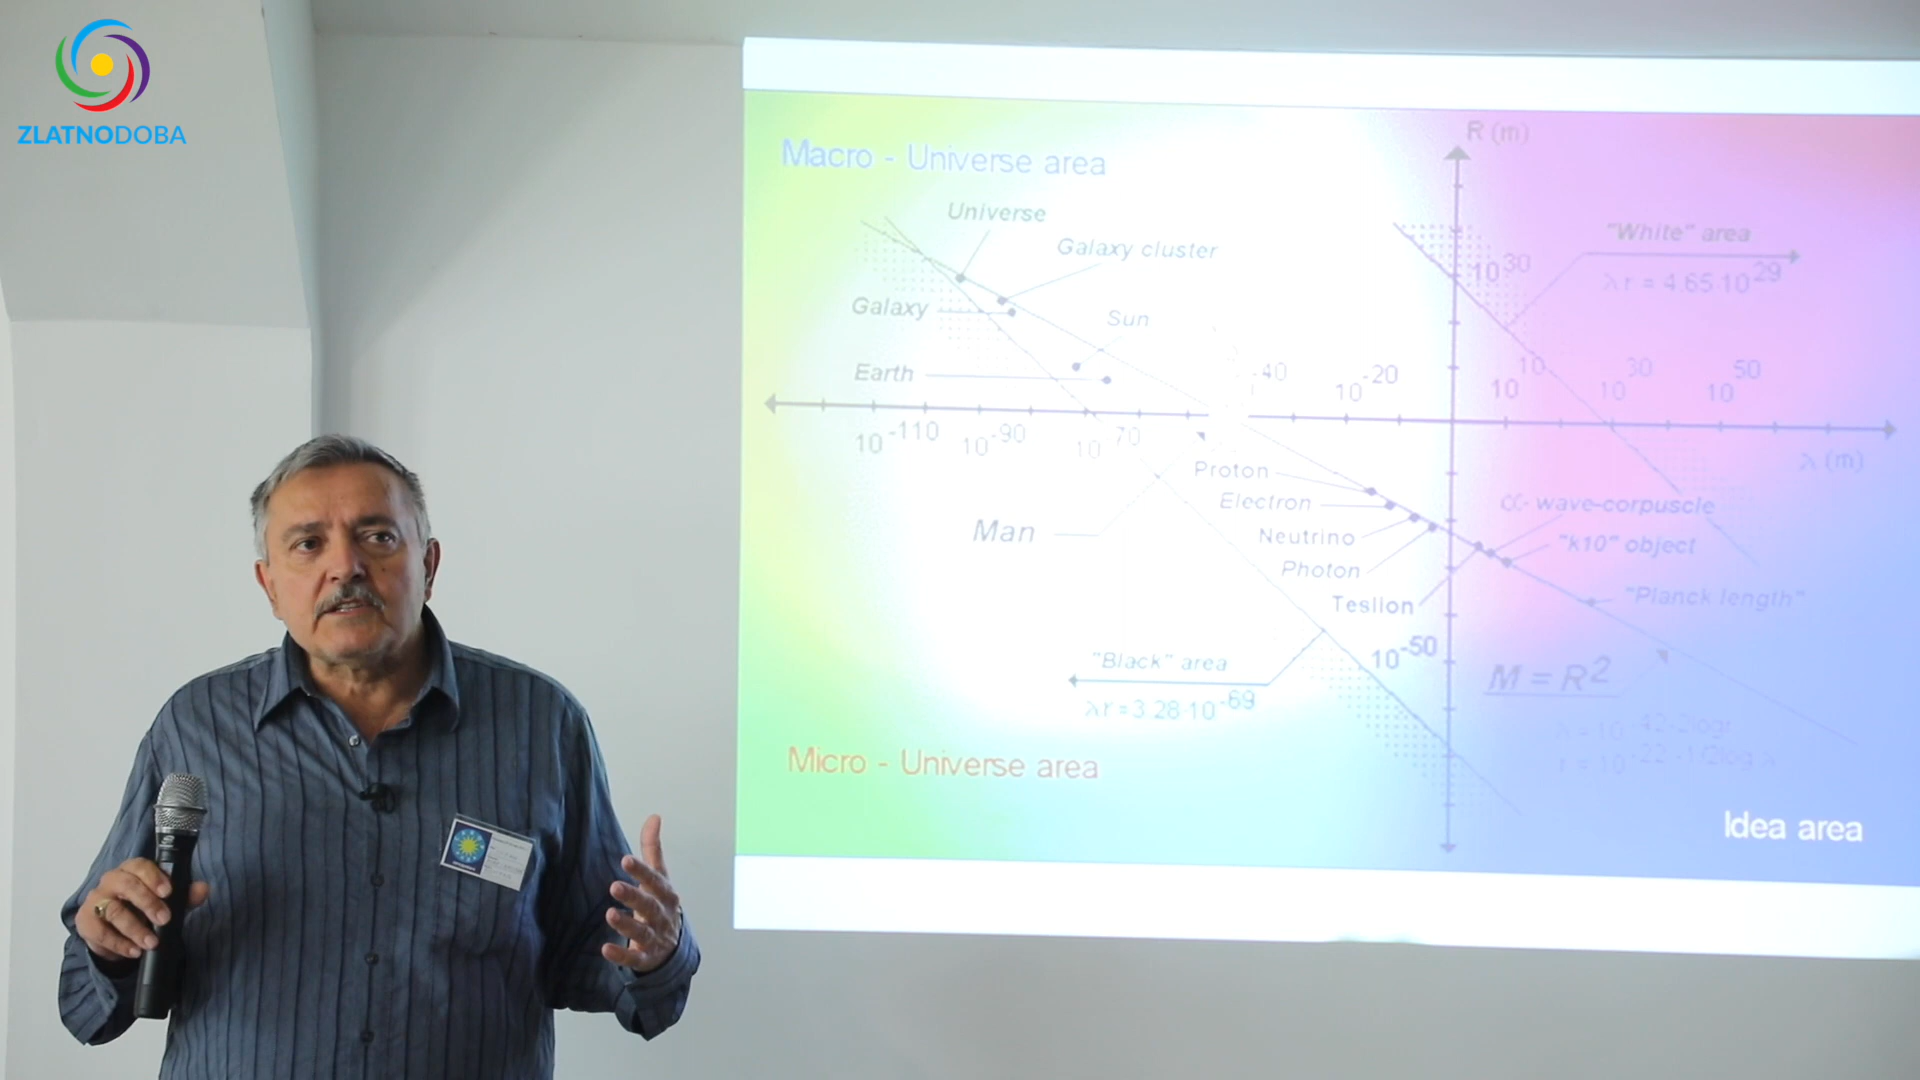 ZLATNODOBA
Macro - Universe area
R (m)
Universe
Galaxy cluster
"White" area
10^30
λr = 4.65·10^29
Galaxy
Sun
Earth
-40
10^-20
10
10^10
10^30
10^50
10^-110
10^-90
10^70
λ (m)
Proton
Electron
wave-corpuscle
Man
Neutrino
"k10" object
Photon
"Planck length"
Teslion
10^-50
"Black" area
M = R^2
λr = 3.28·10^-69
Micro - Universe area
Idea area